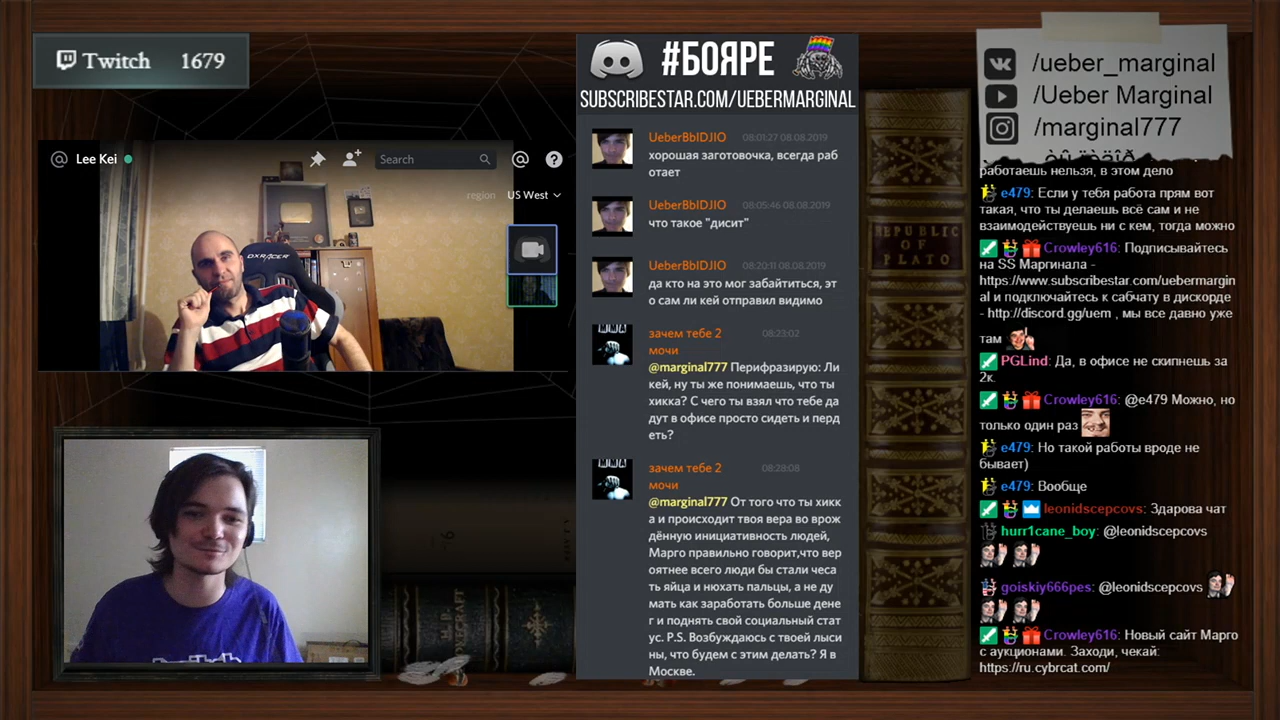 Twitch 1679
@ Lee Kei
Search
@ ?
region US West
DXRACER
#БОЯРЕ
SUBSCRIBESTAR.COM/UEBERMARGINAL
UeberBbIDJIO 08:01:27 08.08.2019
хорошая заготовочка, всегда раб
отает
UeberBbIDJIO 08:05:46 08.08.2019
что такое "дисит"
UeberBbIDJIO 08:20:11 08.08.2019
да кто на это мог забайтиться, эт
о сам ли кей отправил видимо
зачем тебе 2 08:23:02
мочи
@marginal777 Перифразирую: Ли
кей, ну ты же понимаешь, что ты
хикка? С чего ты взял что тебе да
дут в офисе просто сидеть и перд
еть?
зачем тебе 2 08:28:08
мочи
@marginal777 От того что ты хикк
а и происходит твоя вера во врож
дённую инициативность людей,
Марго правильно говорит,что вер
оятнее всего люди бы стали чеса
ть яйца и нюхать пальцы, а не ду
мать как заработать больше дене
г и поднять свой социальный стат
ус. P.S. Возбуждаюсь с твоей лыси
ны, что будем с этим делать? Я в
Москве.
REPUBLIC
OF
PLATO
H.P.
/ueber_marginal
/Ueber Marginal
/marginal777
работаешь нельзя, в этом дело
e479: Если у тебя работа прям вот
такая, что ты делаешь всё сам и не
взаимодействуешь ни с кем, тогда можно
Crowley616: Подписывайтесь
на SS Маргинала -
https://www.subscribestar.com/uebermargin
al и подключайтесь к сабчату в дискорде
- http://discord.gg/uem , мы все давно уже
там
PGLind: Да, в офисе не скипнешь за
2к.
Crowley616: @e479 Можно, но
только один раз
e479: Но такой работы вроде не
бывает)
e479: Вообще
leonidscepcovs: Здарова чат
hurr1cane_boy: @leonidscepcovs
goiskiy666pes: @leonidscepcovs
Crowley616: Новый сайт Марго
с аукционами. Заходи, чекай:
https://ru.cybrcat.com/